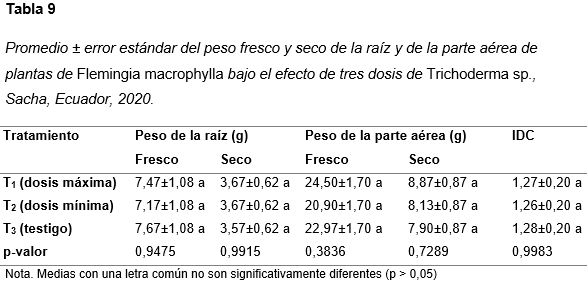 Tabla 9
Promedio ± error estándar del peso fresco y seco de la raíz y de la parte aérea de
plantas de Flemingia macrophylla bajo el efecto de tres dosis de Trichoderma sp.,
Sacha, Ecuador, 2020.
Tratamiento Peso de la raíz (g) Peso de la parte aérea (g) IDC
Fresco Seco Fresco Seco
T1 (dosis máxima) 7,47±1,08 a 3,67±0,62 a 24,50±1,70 a 8,87±0,87 a 1,27±0,20 a
T2 (dosis mínima) 7,17±1,08 a 3,67±0,62 a 20,90±1,70 a 8,13±0,87 a 1,26±0,20 a
T3 (testigo) 7,67±1,08 a 3,57±0,62 a 22,97±1,70 a 7,90±0,87 a 1,28±0,20 a
p-valor 0,9475 0,9915 0,3836 0,7289 0,9983
Nota. Medias con una letra común no son significativamente diferentes (p > 0,05)